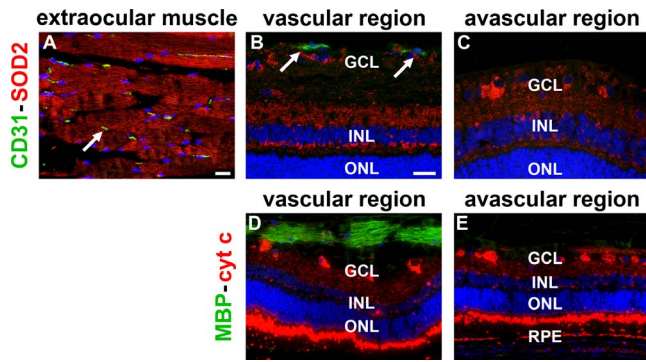 extraocular muscle vascular region avascular region
CD31-SOD2
A B C
GCL GCL
INL INL
ONL ONL
vascular region avascular region
MBP-cyt c
D E
GCL GCL
INL INL
ONL ONL
RPE